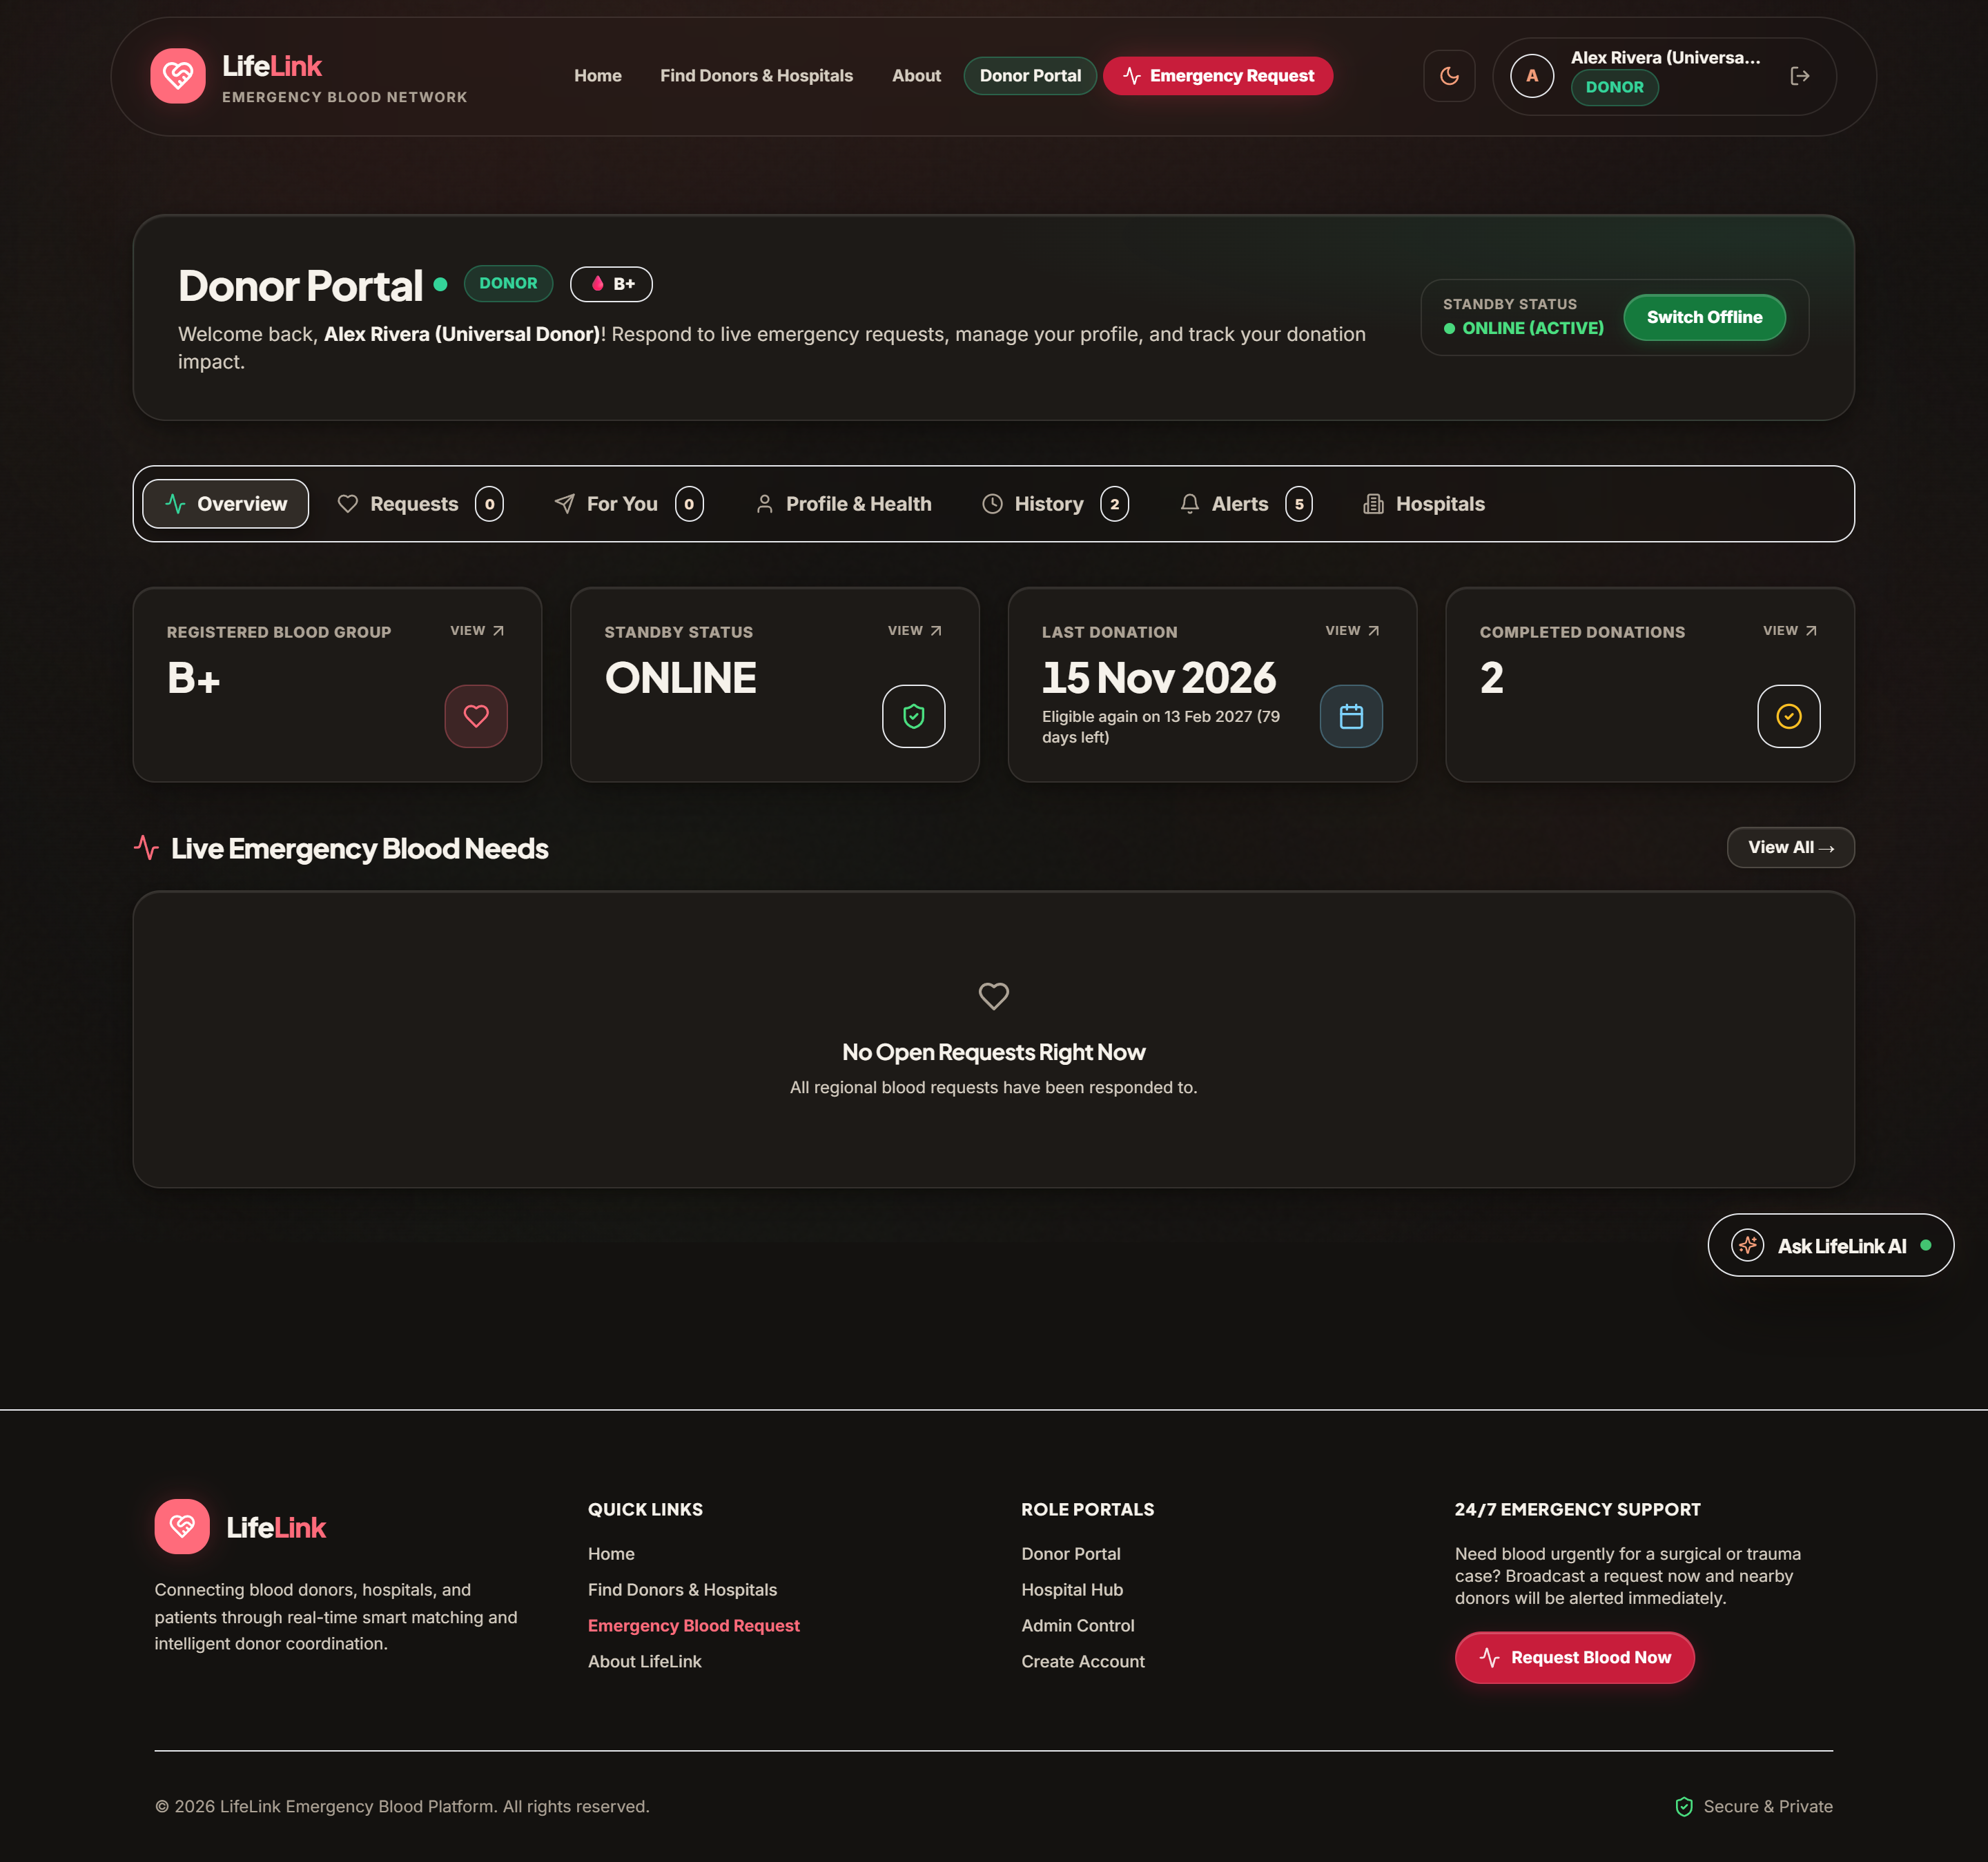 LifeLink
EMERGENCY BLOOD NETWORK
Home
Find Donors & Hospitals
About
Donor Portal
Emergency Request
A
Alex Rivera (Universa...
DONOR
Donor Portal
DONOR
B+
Welcome back, Alex Rivera (Universal Donor)! Respond to live emergency requests, manage your profile, and track your donation
impact.
STANDBY STATUS
ONLINE (ACTIVE)
Switch Offline
Overview
Requests 0
For You 0
Profile & Health
History 2
Alerts 5
Hospitals
REGISTERED BLOOD GROUP
VIEW
B+
STANDBY STATUS
VIEW
ONLINE
LAST DONATION
VIEW
15 Nov 2026
Eligible again on 13 Feb 2027 (79
days left)
COMPLETED DONATIONS
VIEW
2
Live Emergency Blood Needs
View All →
No Open Requests Right Now
All regional blood requests have been responded to.
Ask LifeLink AI
LifeLink
Connecting blood donors, hospitals, and
patients through real-time smart matching and
intelligent donor coordination.
QUICK LINKS
Home
Find Donors & Hospitals
Emergency Blood Request
About LifeLink
ROLE PORTALS
Donor Portal
Hospital Hub
Admin Control
Create Account
24/7 EMERGENCY SUPPORT
Need blood urgently for a surgical or trauma
case? Broadcast a request now and nearby
donors will be alerted immediately.
Request Blood Now
© 2026 LifeLink Emergency Blood Platform. All rights reserved.
Secure & Private